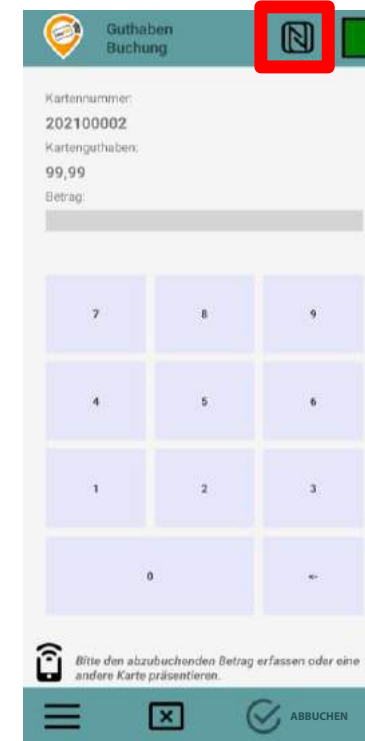 Guthaben
Buchung
Kartennummer:
202100002
Kartenguthaben:
99,99
Betrag:
7 8 9
4 5 6
1 2 3
0 <-
Bitte den abzubuchenden Betrag erfassen oder eine
andere Karte präsentieren.
ABBUCHEN